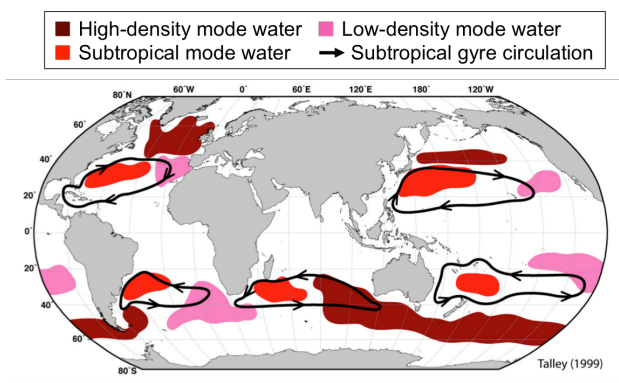 High-density mode water Low-density mode water
Subtropical mode water Subtropical gyre circulation
80°N 60°W 0° 60°E 120°E 180° 120°W
60°
40°
20°
0°
20°
40°
60°
80°S
Talley (1999)